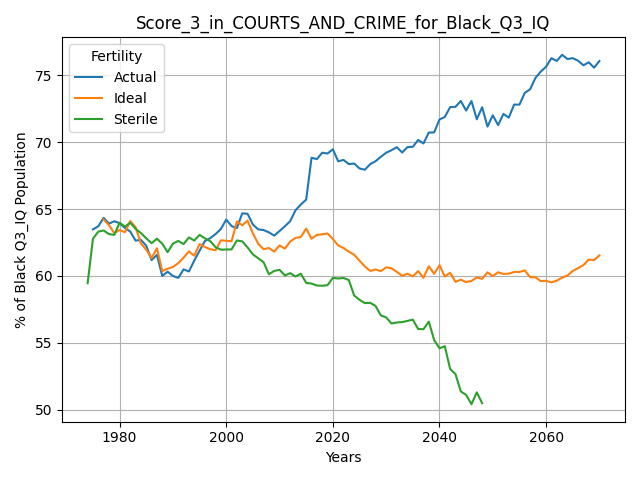 Score_3_in_COURTS_AND_CRIME_for_Black_Q3_IQ
Fertility
Actual
Ideal
Sterile
% of Black Q3_IQ Population
75
70
65
60
55
50
1980
2000
2020
2040
2060
Years